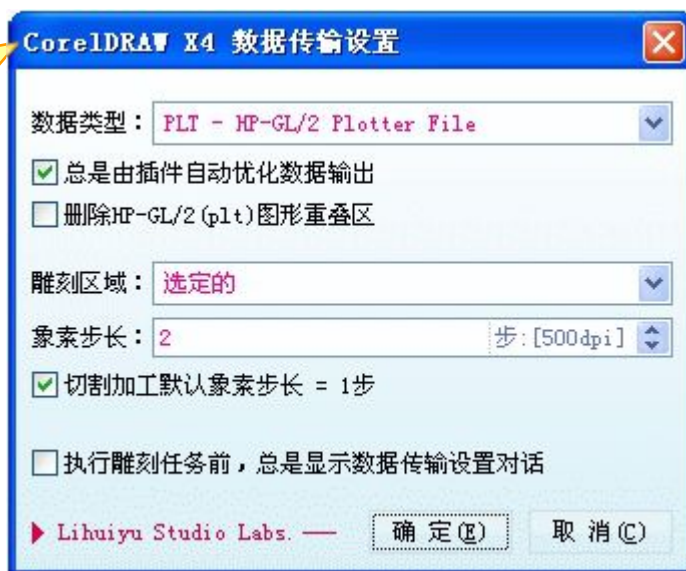 CorelDRAW X4 数据传输设置
数据类型： PLT - HP-GL/2 Plotter File
总是由插件自动优化数据输出
删除HP-GL/2(plt)图形重叠区
雕刻区域： 选定的
象素步长： 2 步:[500dpi]
切割加工默认象素步长 = 1步
执行雕刻任务前，总是显示数据传输设置对话
Lihuiyu Studio Labs. 确 定(E) 取 消(C)